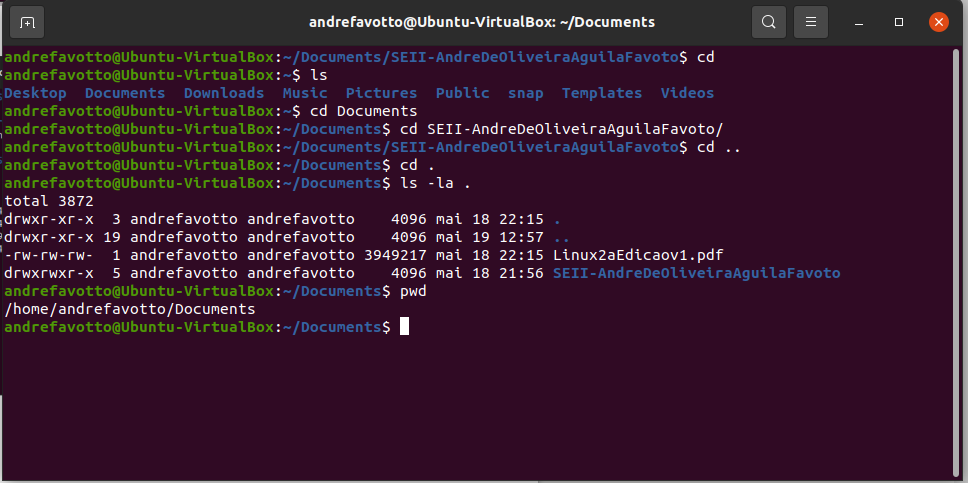 andrefavotto@Ubuntu-VirtualBox: ~/Documents
andrefavotto@Ubuntu-VirtualBox:~/Documents/SEII-AndreDeOliveiraAguilaFavoto$ cd
andrefavotto@Ubuntu-VirtualBox:~$ ls
Desktop  Documents  Downloads  Music  Pictures  Public  snap  Templates  Videos
andrefavotto@Ubuntu-VirtualBox:~$ cd Documents
andrefavotto@Ubuntu-VirtualBox:~/Documents$ cd SEII-AndreDeOliveiraAguilaFavoto/
andrefavotto@Ubuntu-VirtualBox:~/Documents/SEII-AndreDeOliveiraAguilaFavoto$ cd ..
andrefavotto@Ubuntu-VirtualBox:~/Documents$ cd .
andrefavotto@Ubuntu-VirtualBox:~/Documents$ ls -la .
total 3872
drwxr-xr-x  3 andrefavotto andrefavotto    4096 mai 18 22:15 .
drwxr-xr-x 19 andrefavotto andrefavotto    4096 mai 19 12:57 ..
-rw-rw-rw-  1 andrefavotto andrefavotto 3949217 mai 18 22:15 Linux2aEdicaov1.pdf
drwxrwxr-x  5 andrefavotto andrefavotto    4096 mai 18 21:56 SEII-AndreDeOliveiraAguilaFavoto
andrefavotto@Ubuntu-VirtualBox:~/Documents$ pwd
/home/andrefavotto/Documents
andrefavotto@Ubuntu-VirtualBox:~/Documents$